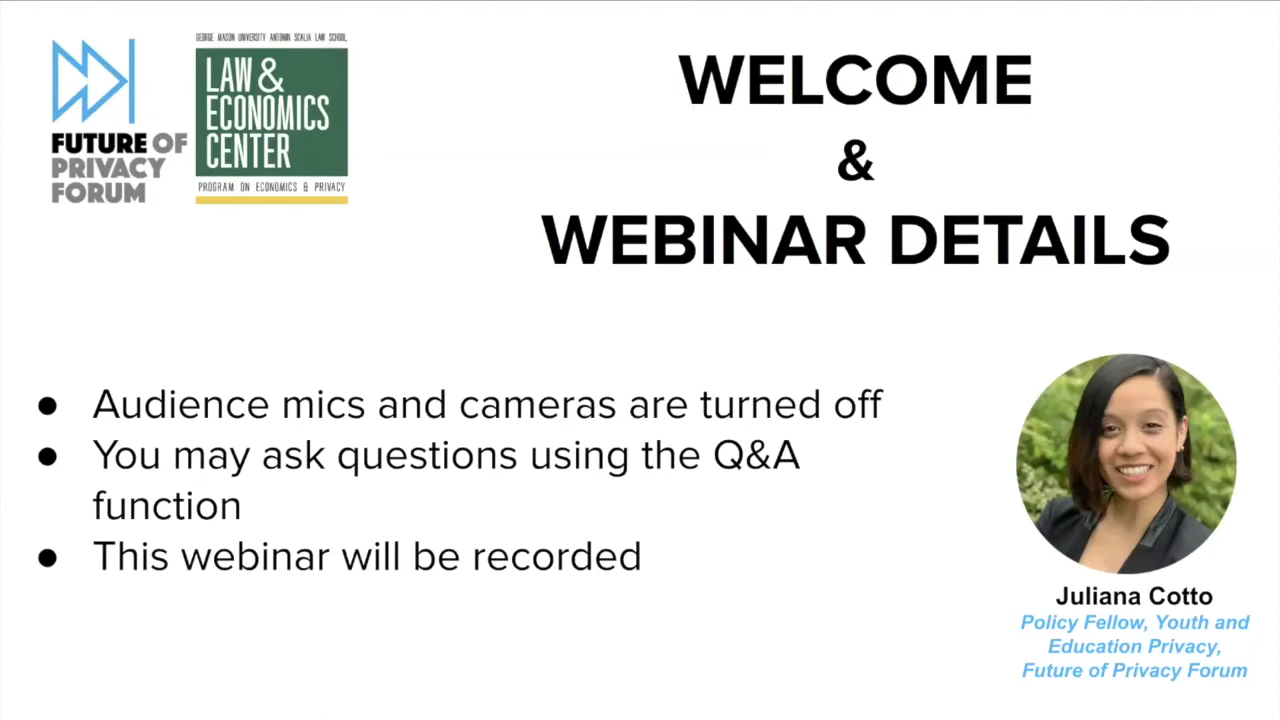 FUTURE OF
PRIVACY
FORUM
GEORGE MASON UNIVERSITY ANTONIN SCALIA LAW SCHOOL
LAW &
ECONOMICS
CENTER
PROGRAM ON ECONOMICS & PRIVACY
WELCOME
&
WEBINAR DETAILS
● Audience mics and cameras are turned off
● You may ask questions using the Q&A
function
● This webinar will be recorded
Juliana Cotto
Policy Fellow, Youth and
Education Privacy,
Future of Privacy Forum